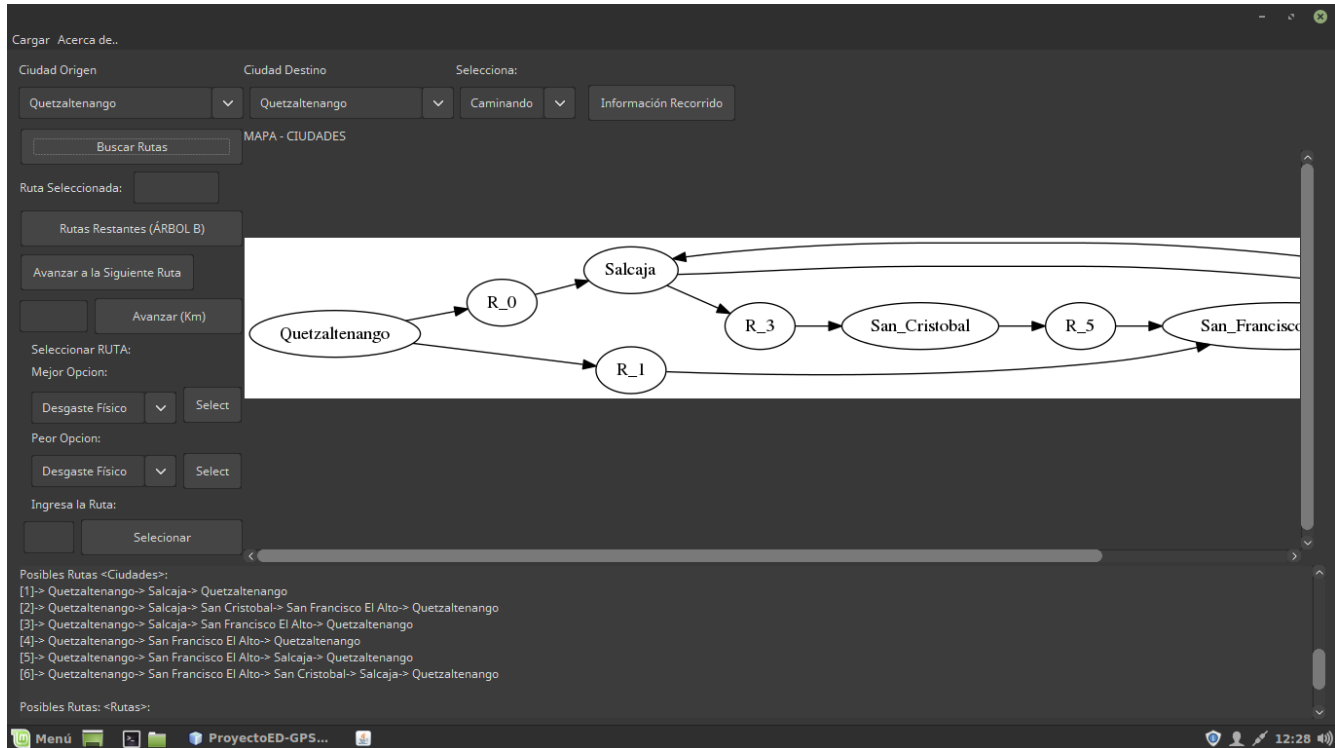 Cargar Acerca de..
Ciudad Origen Ciudad Destino Selecciona:
Quetzaltenango Quetzaltenango Caminando Información Recorrido
Buscar Rutas
MAPA - CIUDADES
Ruta Seleccionada:
Rutas Restantes (ÁRBOL B)
Avanzar a la Siguiente Ruta
Avanzar (Km)
Seleccionar RUTA:
Mejor Opcion:
Desgaste Físico Select
Peor Opcion:
Desgaste Físico Select
Ingresa la Ruta:
Selecionar
Salcaja
R_0
Quetzaltenango
R_3 San_Cristobal R_5 San_Francisco
R_1
Posibles Rutas <Ciudades>:
[1]-> Quetzaltenango-> Salcaja-> Quetzaltenango
[2]-> Quetzaltenango-> Salcaja-> San Cristobal-> San Francisco El Alto-> Quetzaltenango
[3]-> Quetzaltenango-> Salcaja-> San Francisco El Alto-> Quetzaltenango
[4]-> Quetzaltenango-> San Francisco El Alto-> Quetzaltenango
[5]-> Quetzaltenango-> San Francisco El Alto-> Salcaja-> Quetzaltenango
[6]-> Quetzaltenango-> San Francisco El Alto-> San Cristobal-> Salcaja-> Quetzaltenango
Posibles Rutas: <Rutas>:
Menú ProyectoED-GPS... 12:28